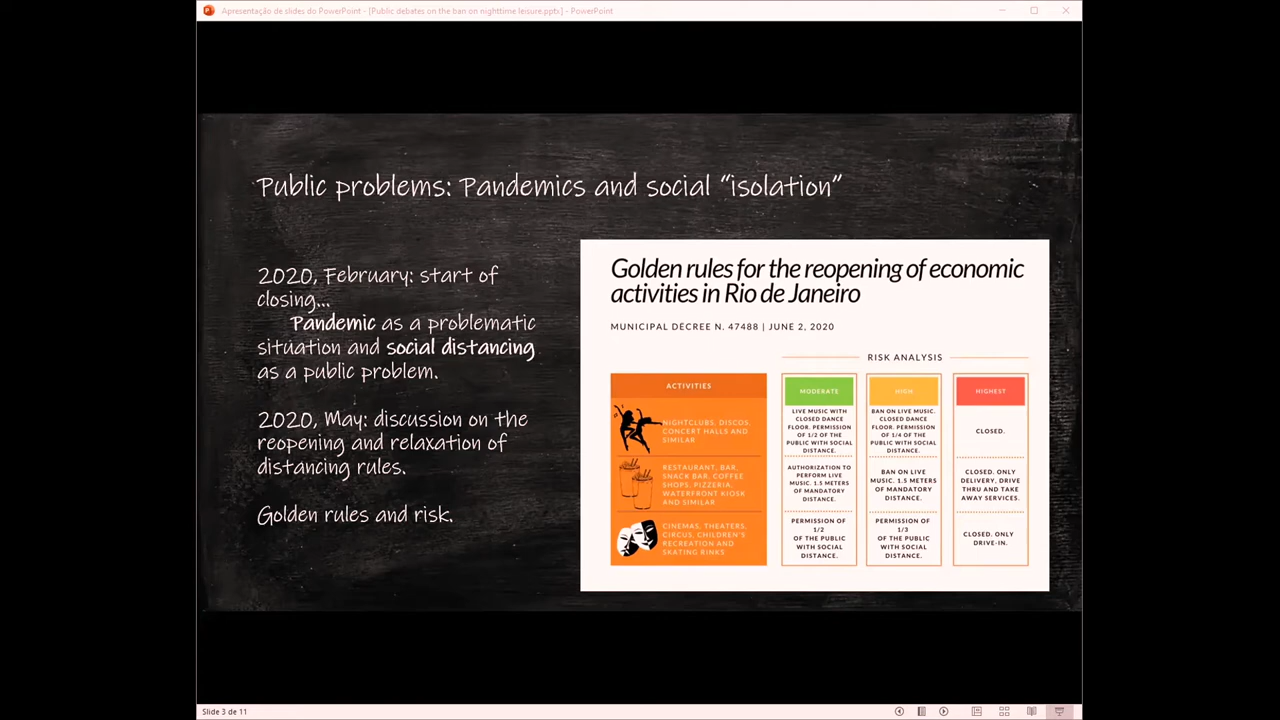 Apresentação de slides do PowerPoint - [Public debates on the ban on nighttime leisure.pptx] - PowerPoint
Public problems: Pandemics and social “isolation”
2020, February: start of
closing...
Pandemic as a problematic
situation and social distancing
as a public problem.
2020, May: discussion on the
reopening and relaxation of
distancing rules.
Golden rules and risk.
Golden rules for the reopening of economic
activities in Rio de Janeiro
MUNICIPAL DECREE N. 47488 | JUNE 2, 2020
RISK ANALYSIS
ACTIVITIES
MODERATE
HIGH
HIGHEST
NIGHTCLUBS, DISCOS,
CONCERT HALLS AND
SIMILAR
LIVE MUSIC WITH
CLOSED DANCE
FLOOR. PERMISSION
OF 1/2 OF THE
PUBLIC WITH SOCIAL
DISTANCE.
BAN ON LIVE MUSIC.
CLOSED DANCE
FLOOR. PERMISSION
OF 1/4 OF THE
PUBLIC WITH SOCIAL
DISTANCE.
CLOSED.
RESTAURANT, BAR,
SNACK BAR, COFFEE
SHOPS, PIZZERIA,
WATERFRONT KIOSK
AND SIMILAR
AUTHORIZATION TO
PERFORM LIVE
MUSIC. 1.5 METERS
OF MANDATORY
DISTANCE.
BAN ON LIVE
MUSIC. 1.5 METERS
OF MANDATORY
DISTANCE.
CLOSED. ONLY
DELIVERY, DRIVE
THRU AND TAKE
AWAY SERVICES.
CINEMAS, THEATERS,
CIRCUS, CHILDREN'S
RECREATION AND
SKATING RINKS
PERMISSION OF
1/2
OF THE PUBLIC
WITH SOCIAL
DISTANCE.
PERMISSION OF
1/3
OF THE PUBLIC
WITH SOCIAL
DISTANCE.
CLOSED. ONLY
DRIVE-IN.
Slide 3 de 11